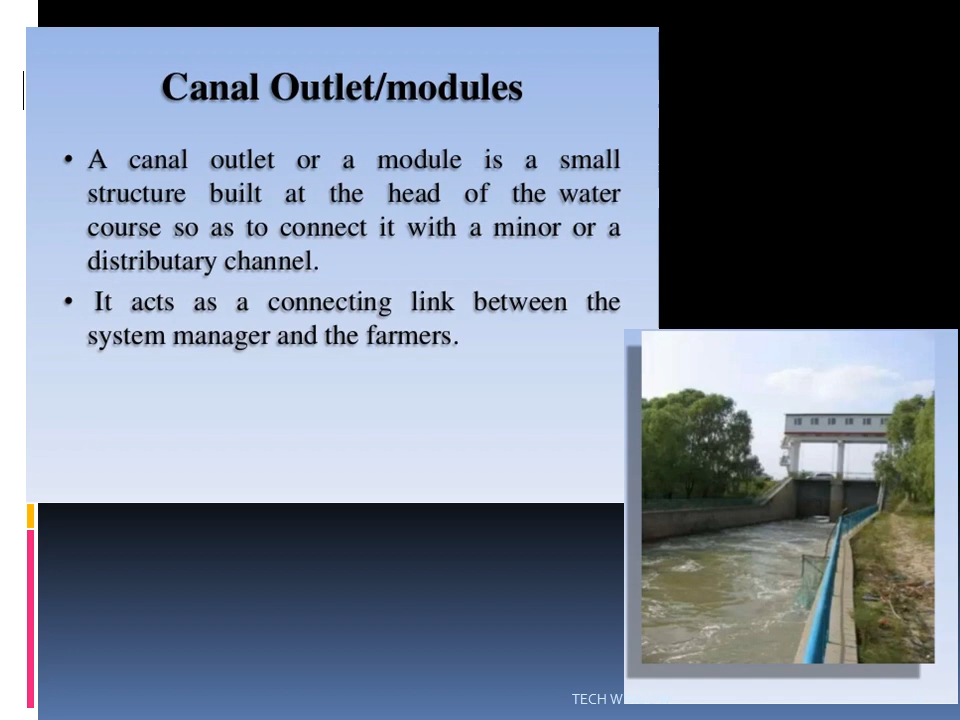 Canal Outlet/modules
• A canal outlet or a module is a small
structure built at the head of the water
course so as to connect it with a minor or a
distributary channel.
• It acts as a connecting link between the
system manager and the farmers.
TECH W